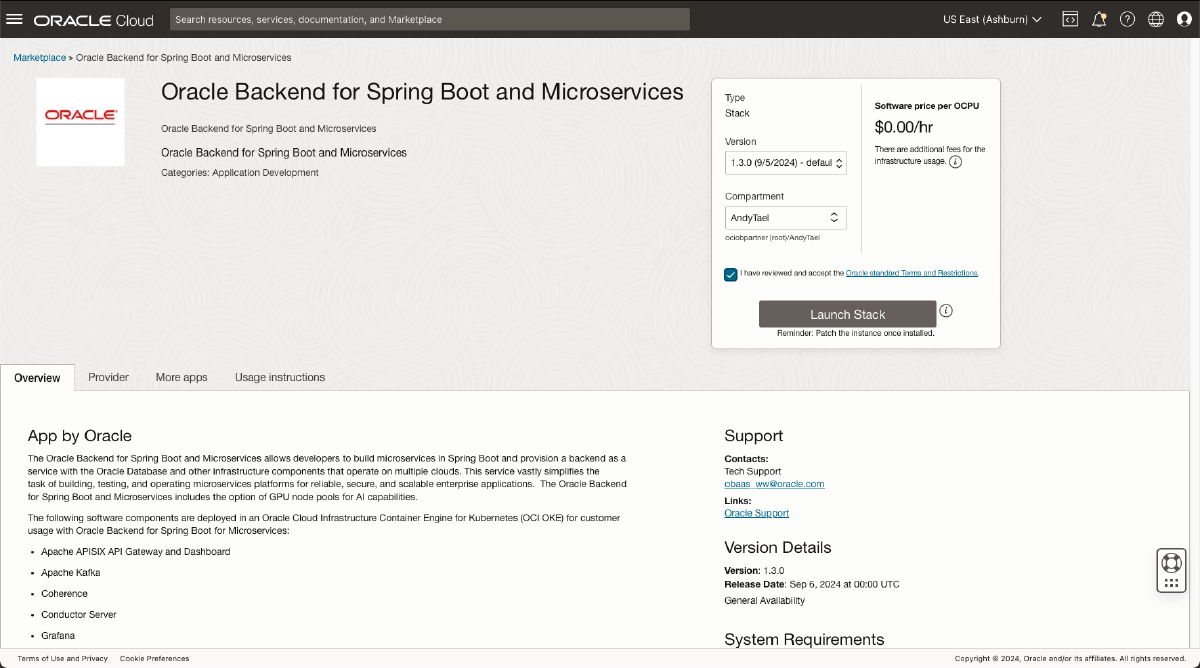 ORACLE Cloud
Search resources, services, documentation, and Marketplace
US East (Ashburn)
Marketplace » Oracle Backend for Spring Boot and Microservices
ORACLE
Oracle Backend for Spring Boot and Microservices
Oracle Backend for Spring Boot and Microservices
Oracle Backend for Spring Boot and Microservices
Categories: Application Development
Type
Stack
Version
1.3.0 (9/5/2024) - defaul
Compartment
AndyTael
ociobpartner (root)/AndyTael
Software price per OCPU
$0.00/hr
There are additional fees for the
infrastructure usage.
I have reviewed and accept the Oracle standard Terms and Restrictions.
Launch Stack
Reminder: Patch the instance once installed.
Overview
Provider
More apps
Usage instructions
App by Oracle
The Oracle Backend for Spring Boot and Microservices allows developers to build microservices in Spring Boot and provision a backend as a
service with the Oracle Database and other infrastructure components that operate on multiple clouds. This service vastly simplifies the
task of building, testing, and operating microservices platforms for reliable, secure, and scalable enterprise applications. The Oracle Backend
for Spring Boot and Microservices includes the option of GPU node pools for AI capabilities.
The following software components are deployed in an Oracle Cloud Infrastructure Container Engine for Kubernetes (OCI OKE) for customer
usage with Oracle Backend for Spring Boot for Microservices:
• Apache APISIX API Gateway and Dashboard
• Apache Kafka
• Coherence
• Conductor Server
• Grafana
Support
Contacts:
Tech Support
obaas_ww@oracle.com
Links:
Oracle Support
Version Details
Version: 1.3.0
Release Date: Sep 6, 2024 at 00:00 UTC
General Availability
System Requirements
Terms of Use and Privacy
Cookie Preferences
Copyright © 2024, Oracle and/or its affiliates. All rights reserved.